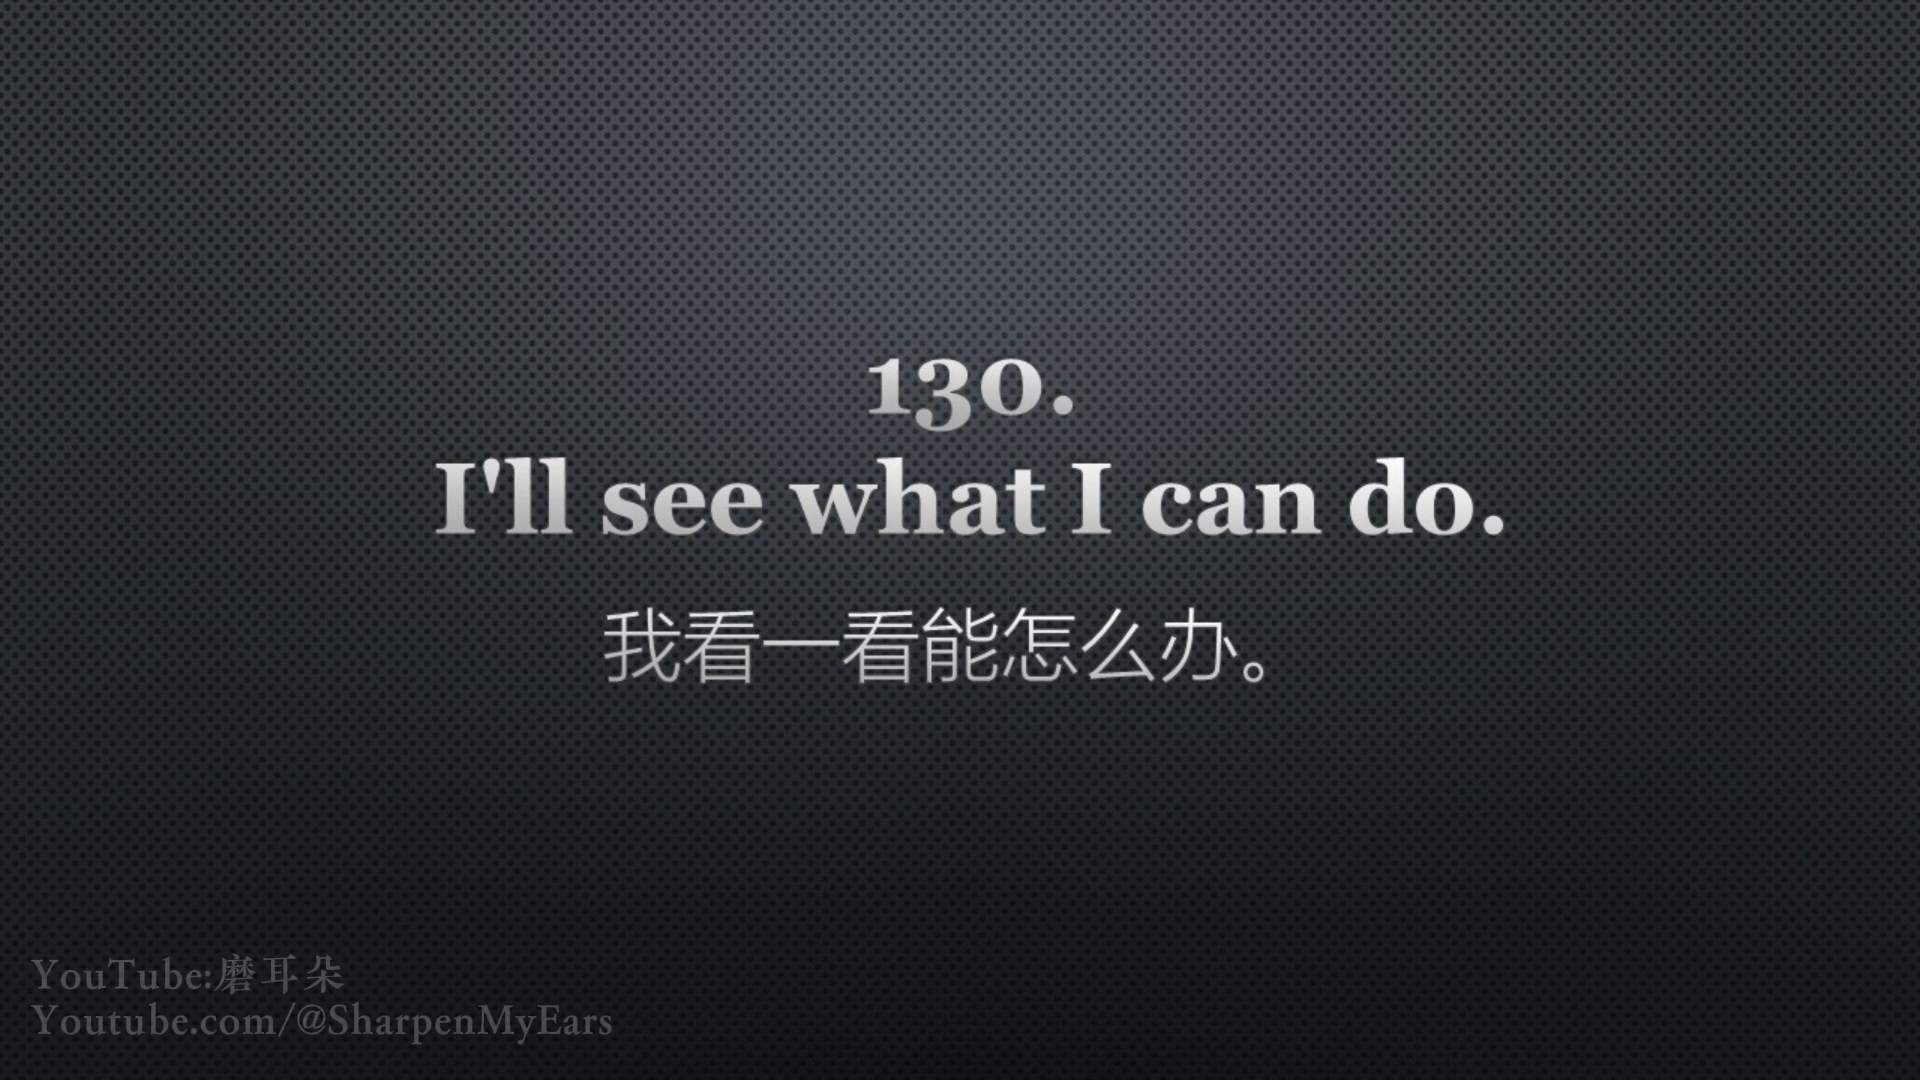 130.
I'll see what I can do.
我看一看能怎么办。
YouTube:磨耳朵
Youtube.com/@SharpenMyEars